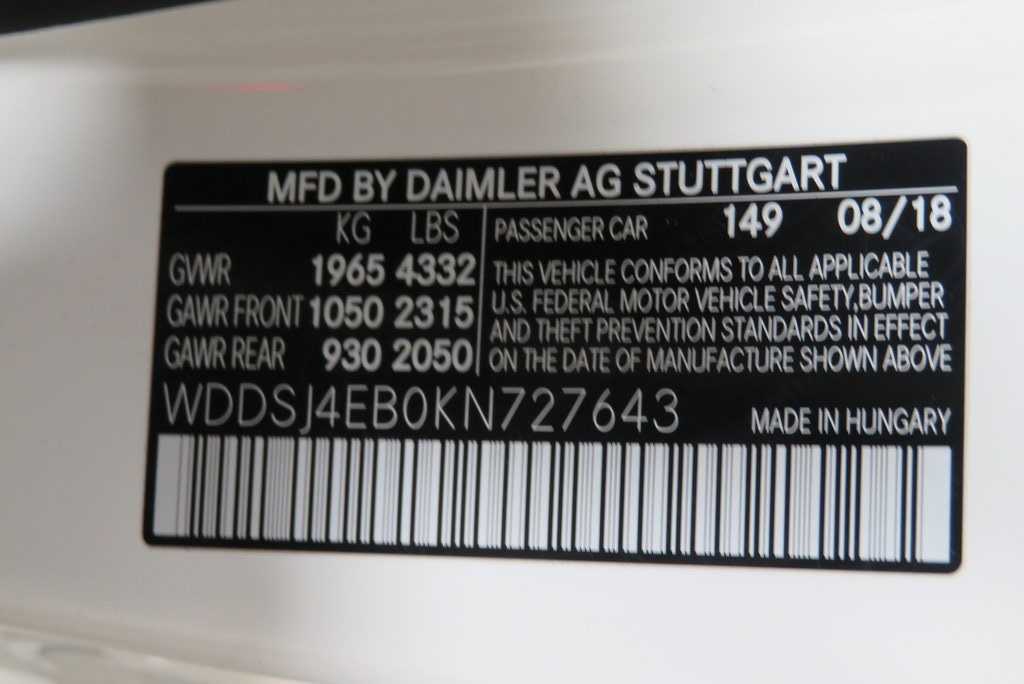 MFD BY DAIMLER AG STUTTGART
KG LBS
GVWR 1965 4332
GAWR FRONT 1050 2315
GAWR REAR 930 2050
PASSENGER CAR 149 08/18
THIS VEHICLE CONFORMS TO ALL APPLICABLE
U.S. FEDERAL MOTOR VEHICLE SAFETY,BUMPER
AND THEFT PREVENTION STANDARDS IN EFFECT
ON THE DATE OF MANUFACTURE SHOWN ABOVE
WDDSJ4EB0KN727643
MADE IN HUNGARY